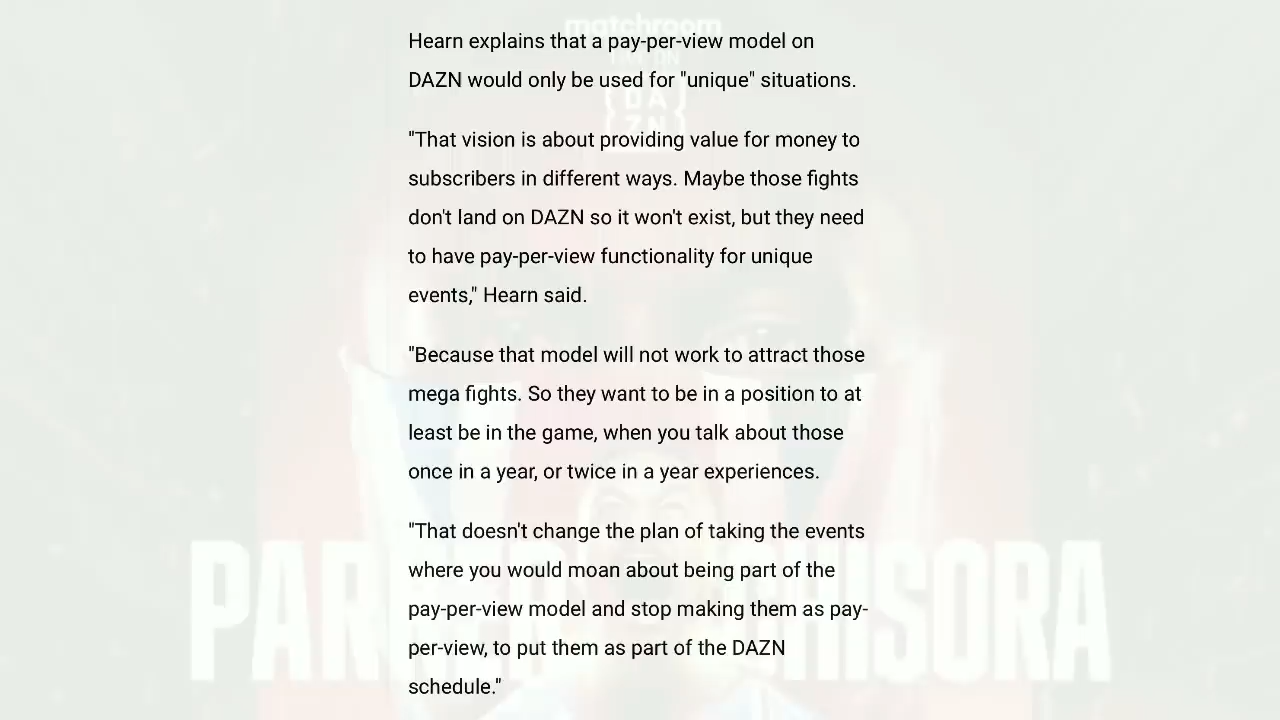 matchroom
Hearn explains that a pay-per-view model on
DAZN would only be used for "unique" situations.
"That vision is about providing value for money to
subscribers in different ways. Maybe those fights
don't land on DAZN so it won't exist, but they need
to have pay-per-view functionality for unique
events," Hearn said.
"Because that model will not work to attract those
mega fights. So they want to be in a position to at
least be in the game, when you talk about those
once in a year, or twice in a year experiences.
"That doesn't change the plan of taking the events
where you would moan about being part of the
pay-per-view model and stop making them as pay-
per-view, to put them as part of the DAZN
schedule."